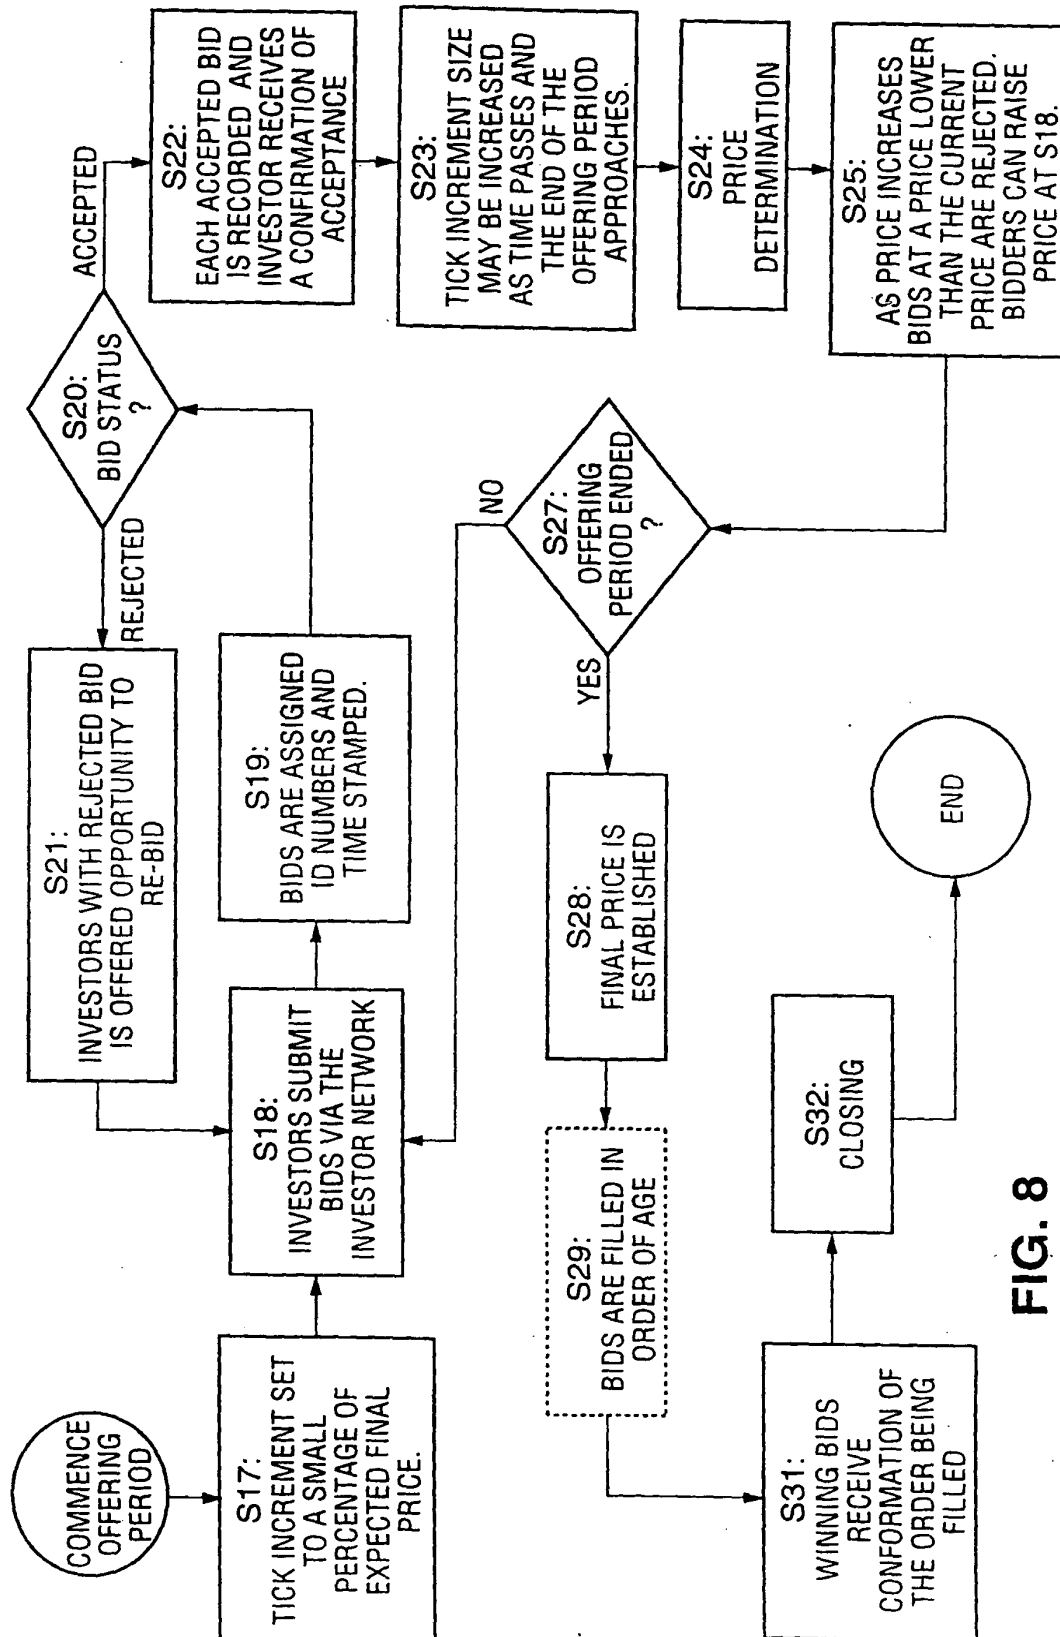 COMMENCE
OFFERING
PERIOD
S17:
TICK INCREMENT SET
TO A SMALL
PERCENTAGE OF
EXPECTED FINAL
PRICE.
S18:
INVESTORS SUBMIT
BIDS VIA THE
INVESTOR NETWORK
S19:
BIDS ARE ASSIGNED
ID NUMBERS AND
TIME STAMPED.
S20:
BID STATUS
?
REJECTED
S21:
INVESTORS WITH REJECTED BID
IS OFFERED OPPORTUNITY TO
RE-BID
ACCEPTED
S22:
EACH ACCEPTED BID
IS RECORDED AND
INVESTOR RECEIVES
A CONFIRMATION OF
ACCEPTANCE
S23:
TICK INCREMENT SIZE
MAY BE INCREASED
AS TIME PASSES AND
THE END OF THE
OFFERING PERIOD
APPROACHES.
S24:
PRICE
DETERMINATION
S25:
AS PRICE INCREASES
BIDS AT A PRICE LOWER
THAN THE CURRENT
PRICE ARE REJECTED.
BIDDERS CAN RAISE
PRICE AT S18.
S27:
OFFERING
PERIOD ENDED
?
NO
YES
S28:
FINAL PRICE IS
ESTABLISHED
S29:
BIDS ARE FILLED IN
ORDER OF AGE
S31:
WINNING BIDS
RECEIVE
CONFORMATION OF
THE ORDER BEING
FILLED
S32:
CLOSING
END
FIG. 8